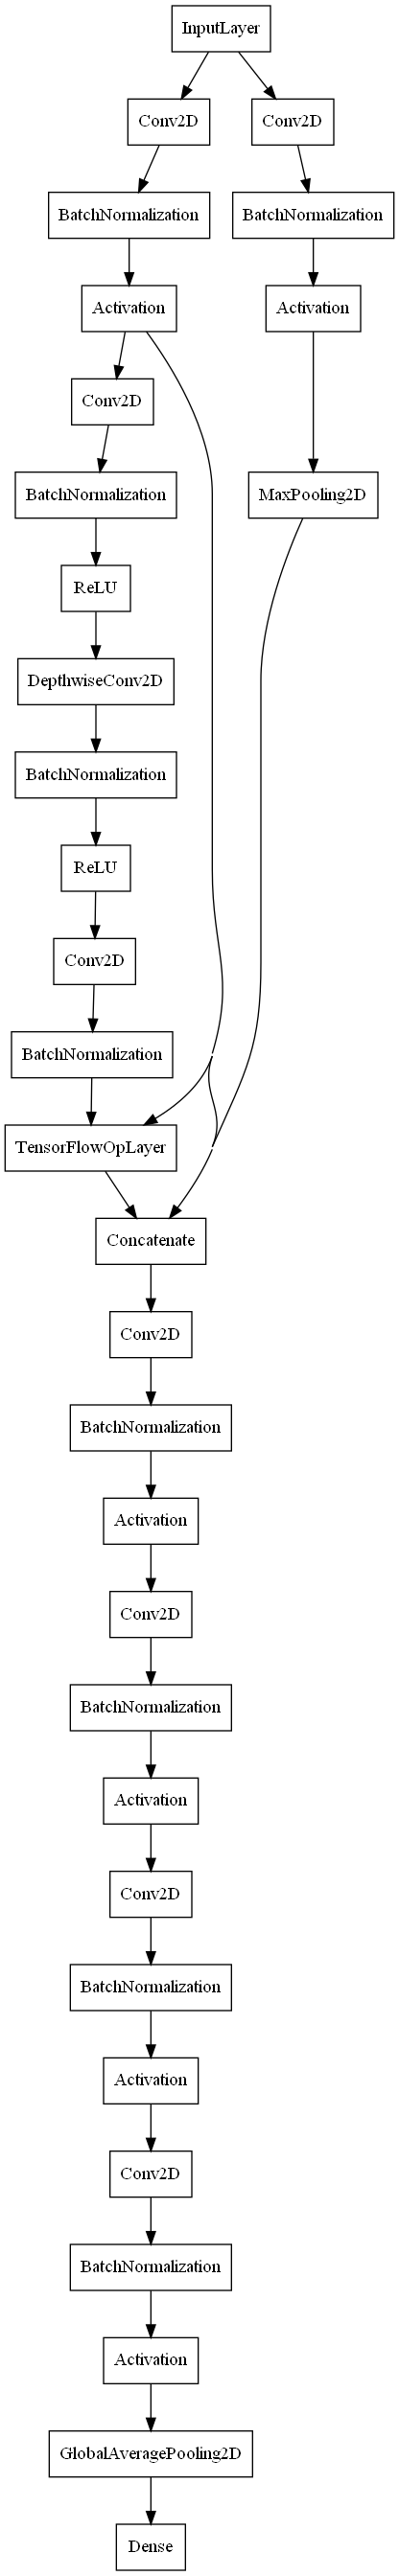 InputLayer
Conv2D
Conv2D
BatchNormalization
BatchNormalization
Activation
Activation
Conv2D
BatchNormalization
MaxPooling2D
ReLU
DepthwiseConv2D
BatchNormalization
ReLU
Conv2D
BatchNormalization
TensorFlowOpLayer
Concatenate
Conv2D
BatchNormalization
Activation
Conv2D
BatchNormalization
Activation
Conv2D
BatchNormalization
Activation
Conv2D
BatchNormalization
Activation
GlobalAveragePooling2D
Dense